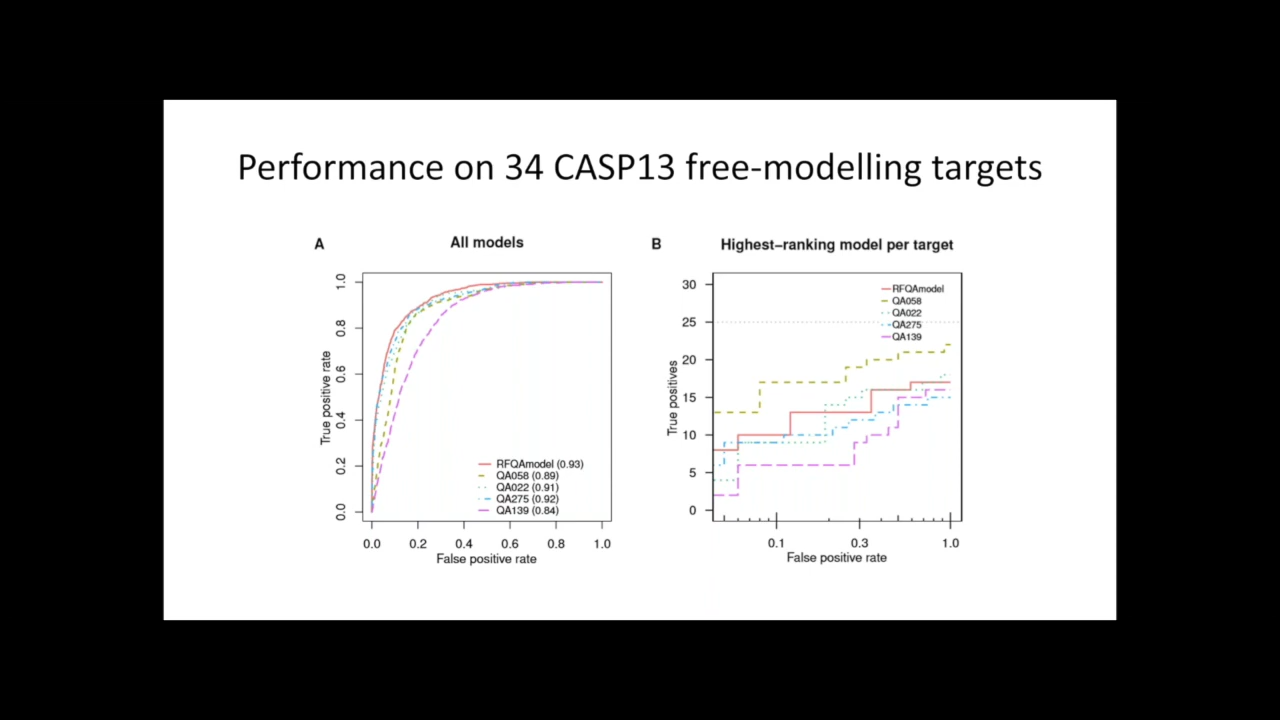 Performance on 34 CASP13 free-modelling targets
A
All models
True positive rate
1.0
0.8
0.6
0.4
0.2
0.0
RFQAmodel (0.93)
QA058 (0.89)
QA022 (0.91)
QA275 (0.92)
QA139 (0.84)
0.0 0.2 0.4 0.6 0.8 1.0
False positive rate
B
Highest−ranking model per target
True positives
30
25
20
15
10
5
0
RFQAmodel
QA058
QA022
QA275
QA139
0.1 0.3 1.0
False positive rate